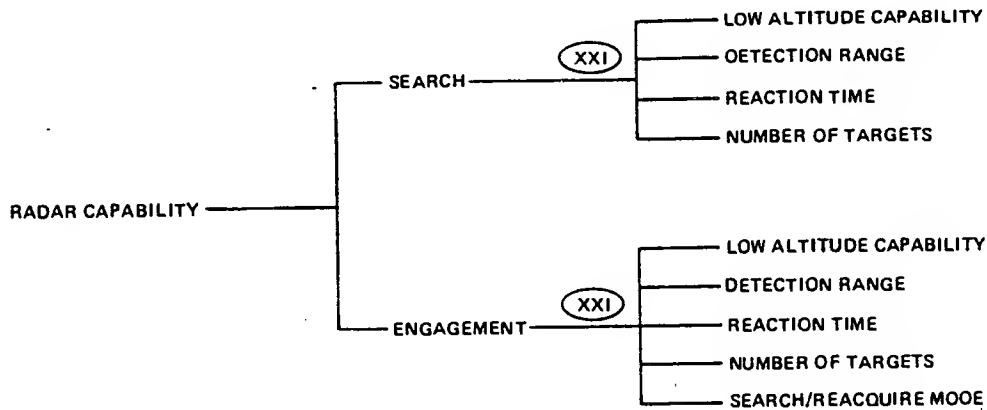 LOW ALTITUDE CAPABILITY
XXI
OETECTION RANGE
SEARCH
REACTION TIME
NUMBER OF TARGETS
RADAR CAPABILITY
LOW ALTITUDE CAPABILITY
DETECTION RANGE
XXI
ENGAGEMENT
REACTION TIME
NUMBER OF TARGETS
SEARCH/REACQUIRE MOOE